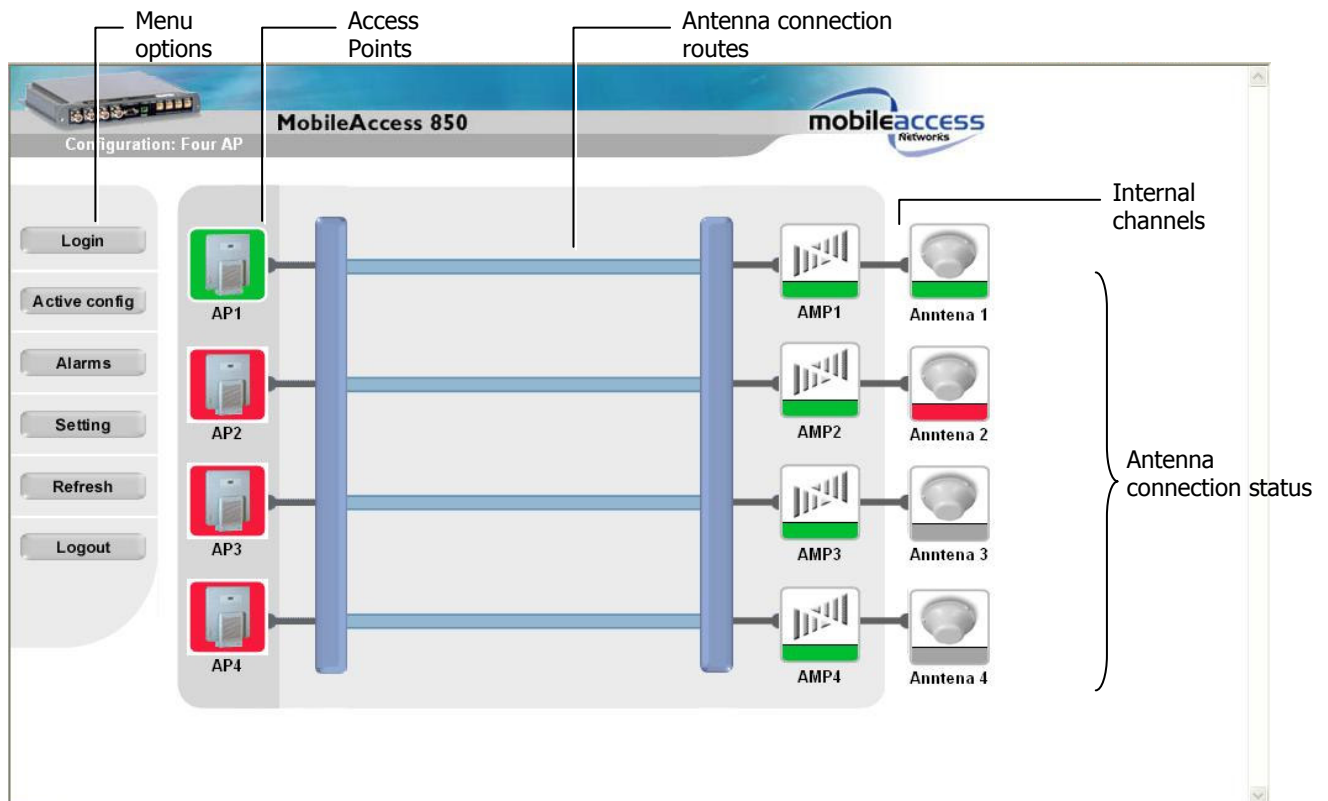 Menu
options
Access
Points
Antenna connection
routes
MobileAccess 850
mobileaccess
Networks
Configuration: Four AP
Internal
channels
Login
Active config
Alarms
Setting
Refresh
Logout
AP1
AMP1
Anntena 1
AP2
AMP2
Anntena 2
Antenna
connection status
AP3
AMP3
Anntena 3
AP4
AMP4
Anntena 4